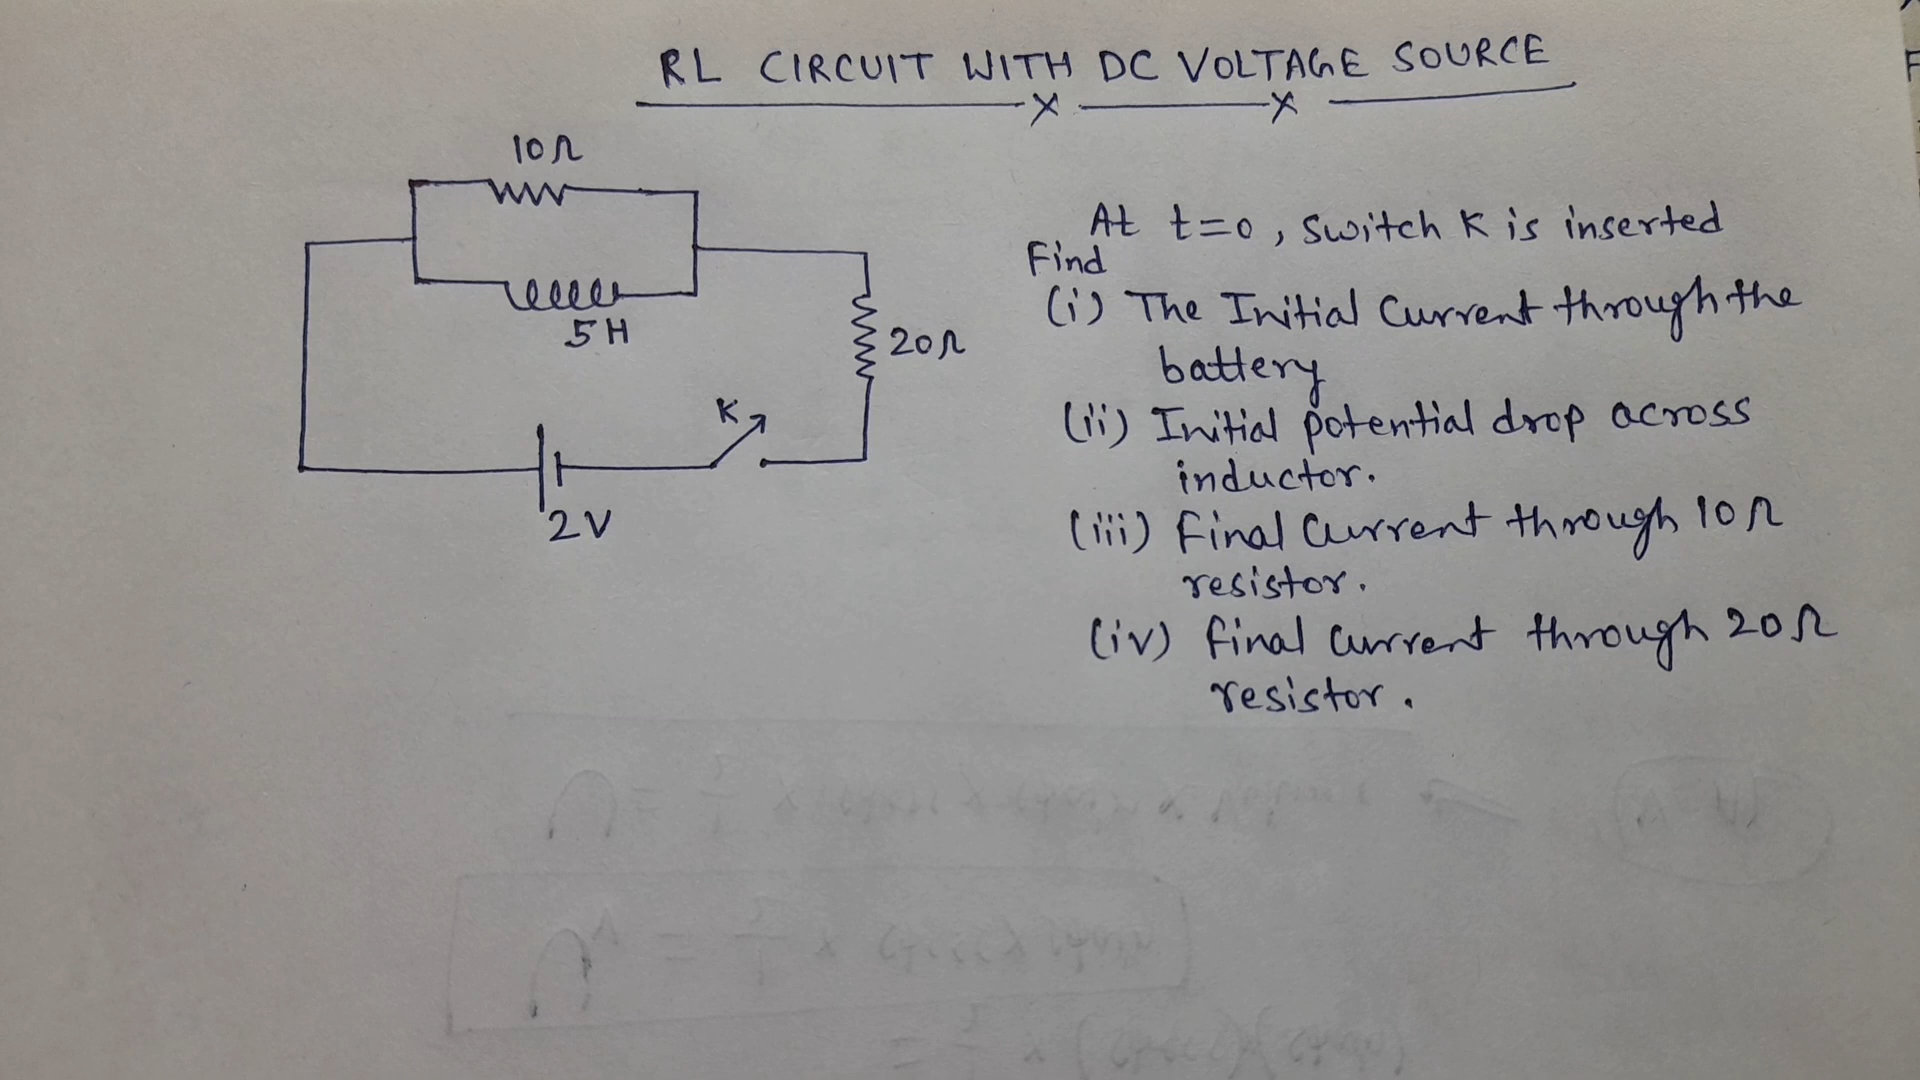 RL CIRCUIT WITH DC VOLTAGE SOURCE
10Ω
5H
20Ω
K
2V
At t=0, switch K is inserted
Find
(i) The Initial Current through the
battery
(ii) Initial potential drop across
inductor.
(iii) Final Current through 10Ω
resistor.
(iv) final current through 20Ω
resistor.